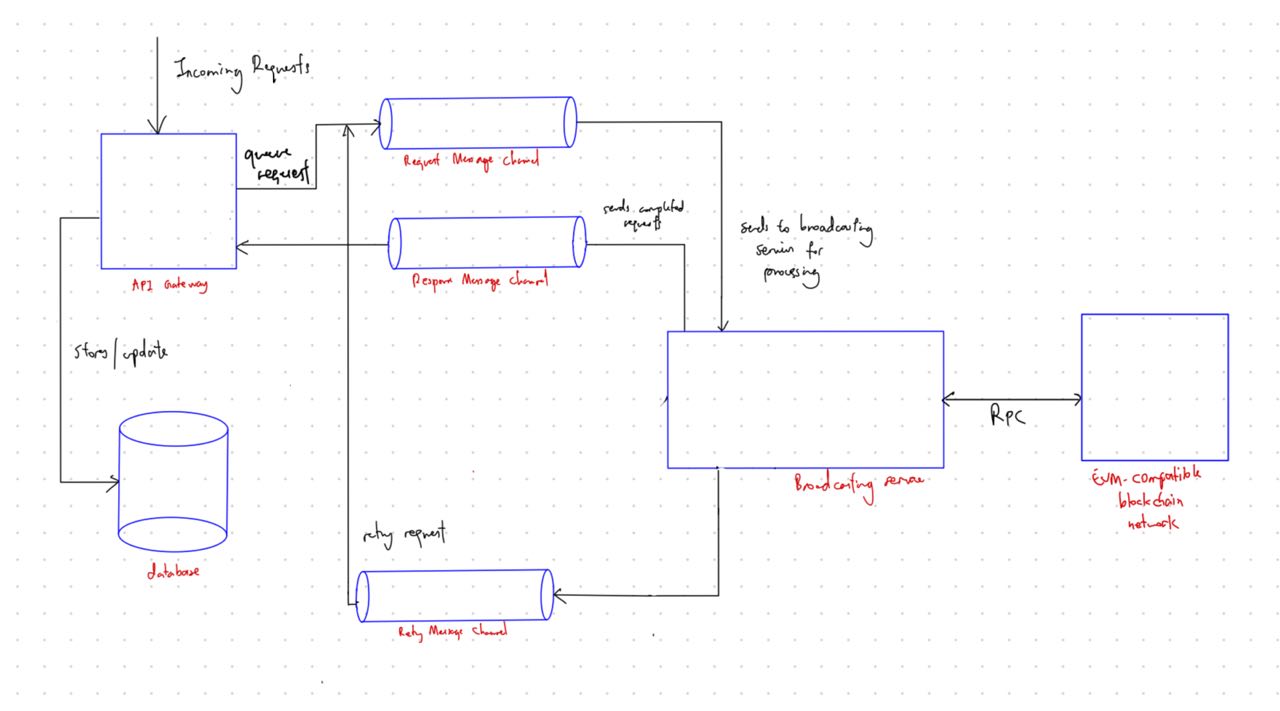 Incoming Requests
queue
request
Request Message Channel
sends completed
requests
sends to broadcasting
service for
processing
API Gateway
Response Message Channel
stores/update
RPC
Broadcasting service
EVM-compatible
blockchain
network
retry request
database
Retry Message Channel